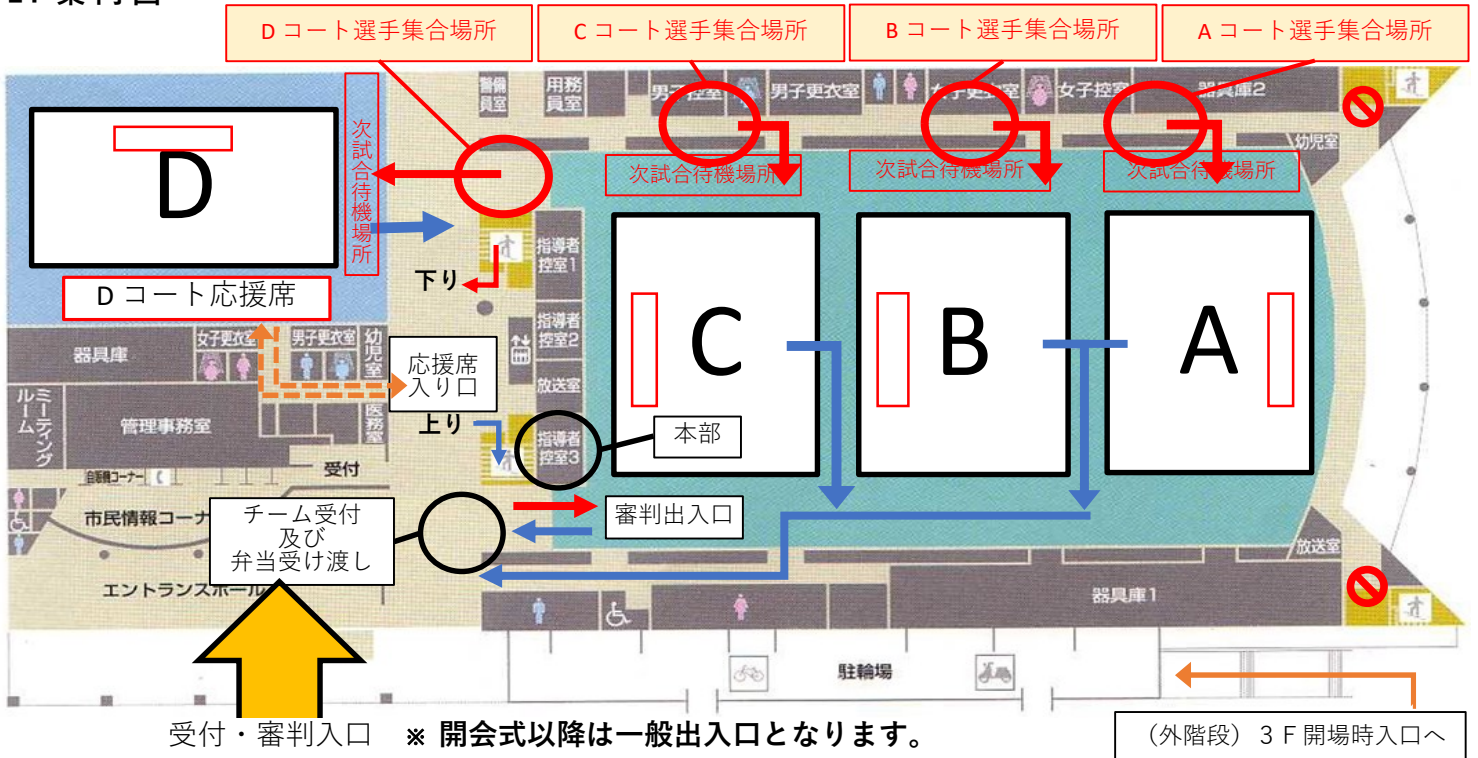 Dコート選手集合場所
Cコート選手集合場所
Bコート選手集合場所
Aコート選手集合場所
警備
員室
用務
員室
男子控室
男子更衣室
女子更衣室
女子控室
器具庫2
幼児室
次試合待機場所
次試合待機場所
次試合待機場所
次試合待機場所
D
C
B
A
指導者
控室1
下り
Dコート応援席
器具庫
女子更衣室
男子更衣室
幼児室
応援席
入り口
指導者
控室2
放送室
ミーティング
ルーム
管理事務室
医務室
上り
指導者
控室3
本部
受付
自販機コーナー
市民情報コーナ
チーム受付
及び
弁当受け渡し
審判出入口
放送室
エントランスホール
器具庫1
駐輪場
受付・審判入口
※ 開会式以降は一般出入口となります。
（外階段）３Ｆ開場時入口へ